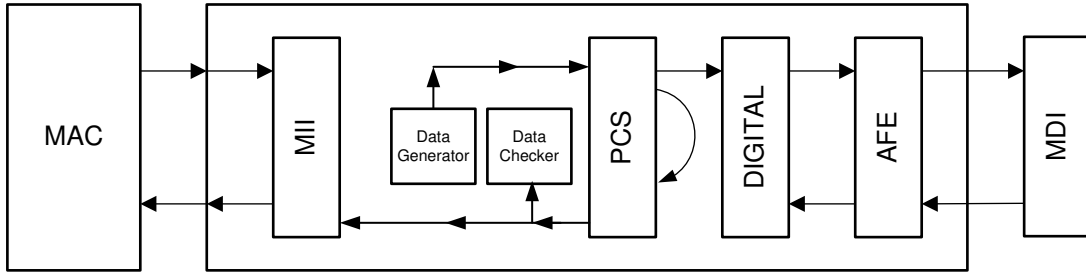 MAC
MII
Data
Generator
Data
Checker
PCS
DIGITAL
AFE
MDI